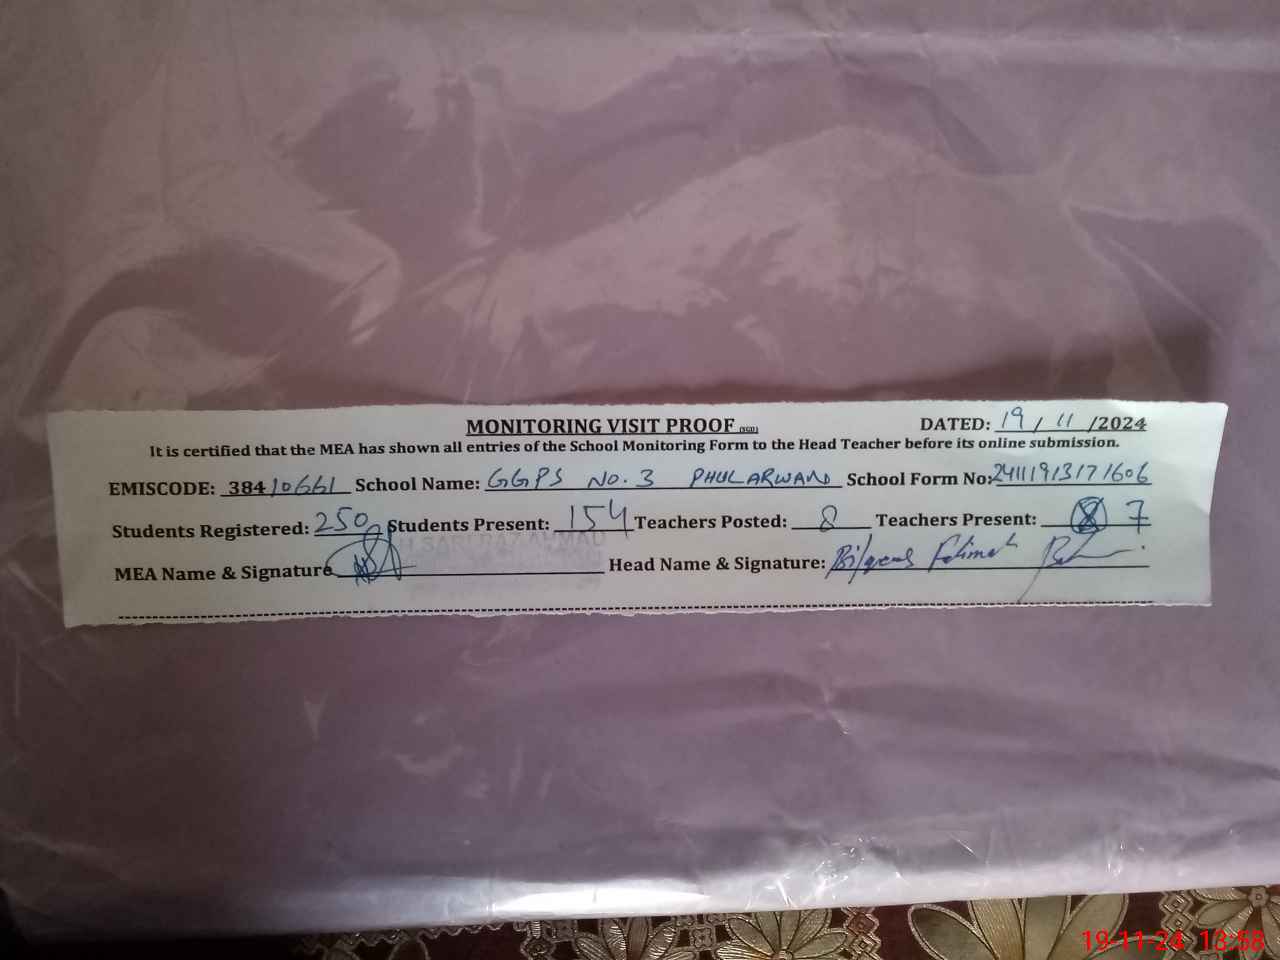 MONITORING VISIT PROOF (SGD) DATED: 19 / 11 /2024
It is certified that the MEA has shown all entries of the School Monitoring Form to the Head Teacher before its online submission.
EMISCODE: 38410661 School Name: GGPS NO. 3 PHULARWAN School Form No:
Students Registered: 250 Students Present: 154 Teachers Posted: 8 Teachers Present: 7
MEA Name & Signature Head Name & Signature: Bilqees Fatimah
19-11-24 13:58